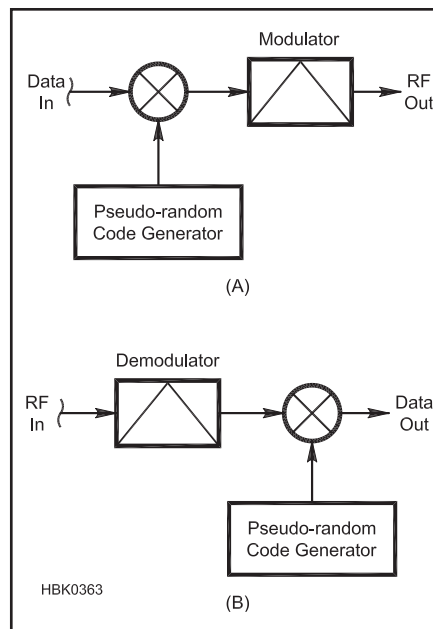 Modulator
Data
In
RF
Out
Pseudo-random
Code Generator
(A)
Demodulator
RF
In
Data
Out
Pseudo-random
Code Generator
HBK0363
(B)